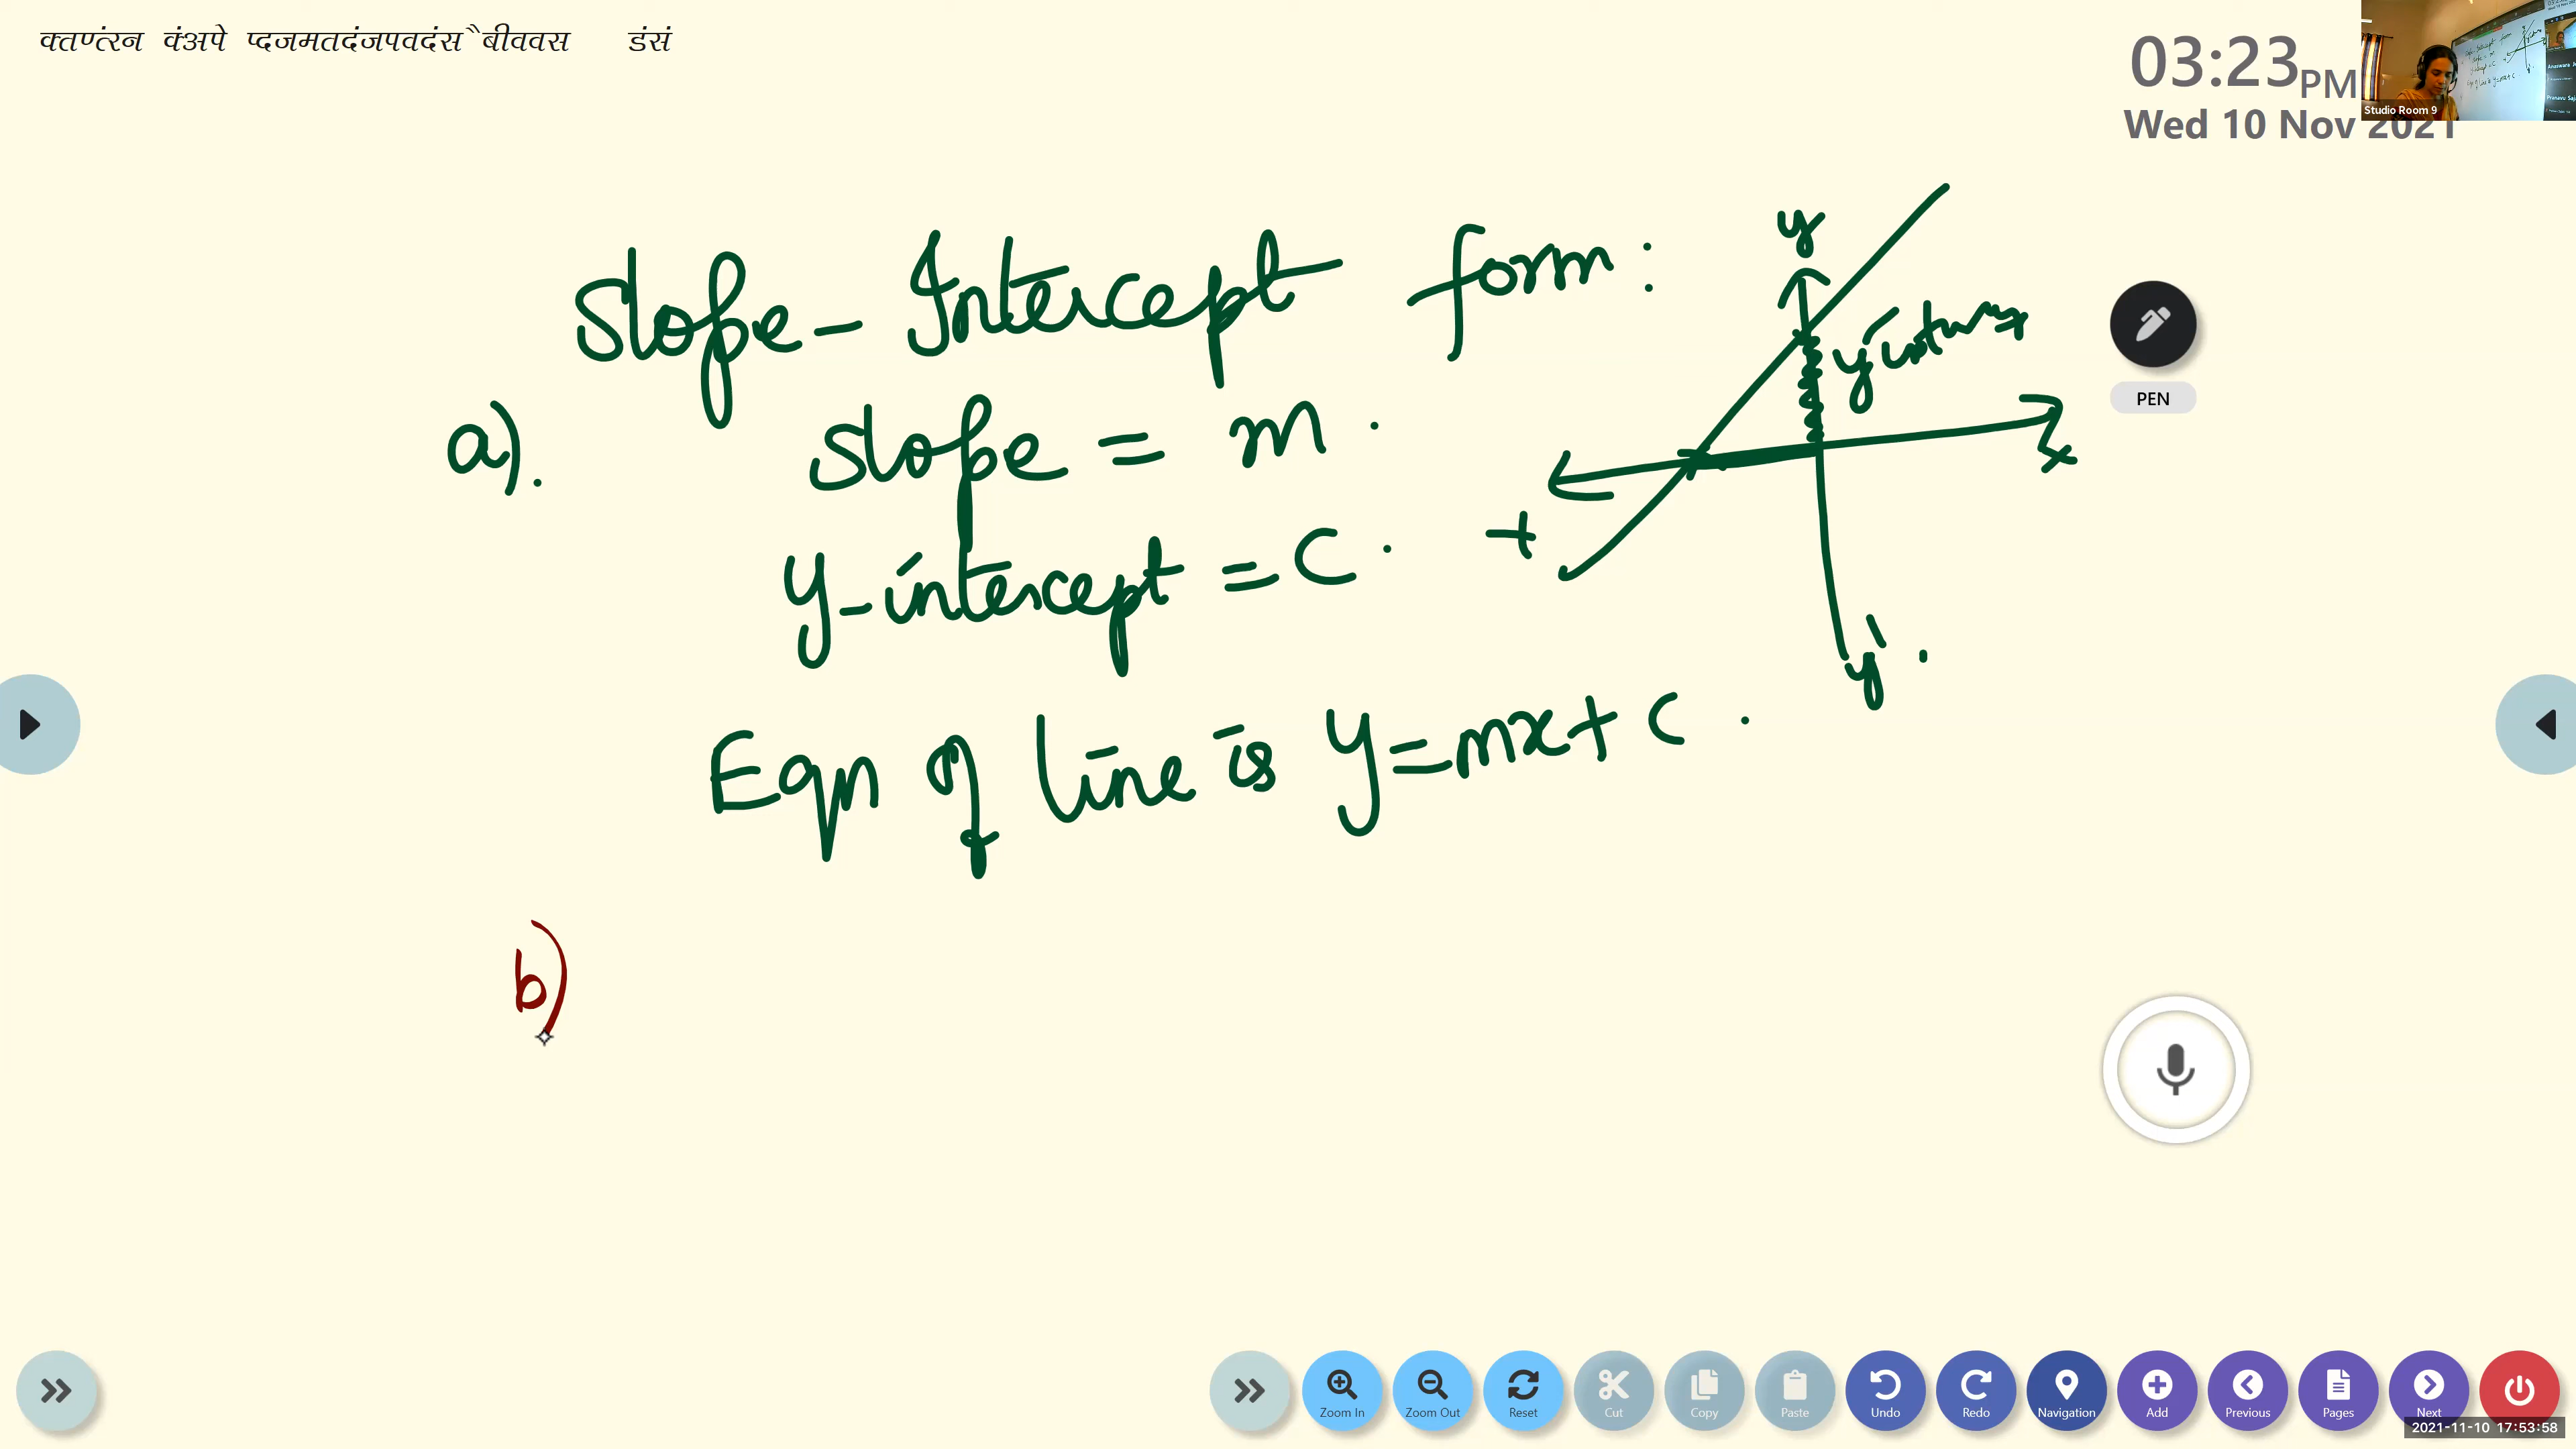 क्तण्टंरन क्ंअपे प्दजमतदंजपवदंस ैबीववस डंसं
03:23 PM
Wed 10 Nov 2021
Studio Room 9
Slope - Intercept form :
y
a).
slope = m .
x
PEN
y-intercept = C .
y' .
Eqn of line is y = mx + c .
b)
Zoom In Zoom Out Reset Cut Copy Paste Undo Redo Navigation Add Previous Pages Next
2021-11-10 17:53:58